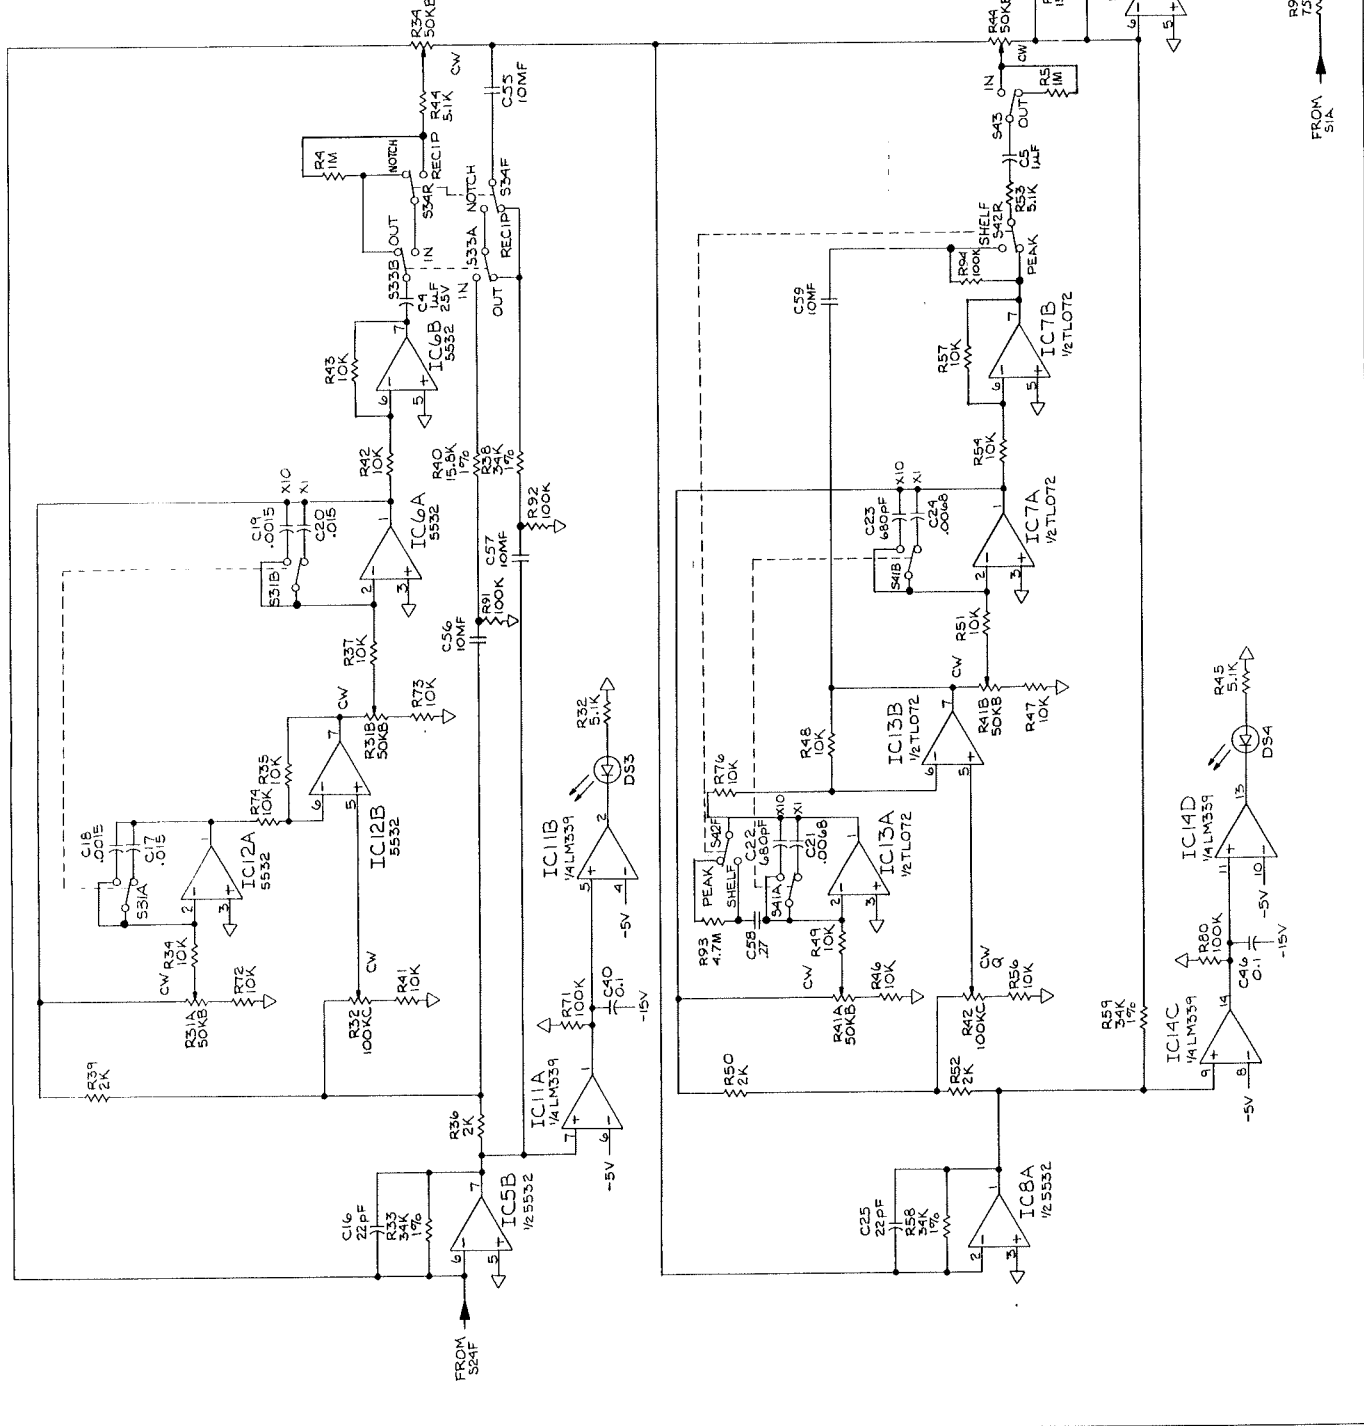 FROM
S24F
C16
22PF
R33
34K
1%
6
5
7
IC5B
1/2 5532
R36
2K
R39
2K
R31A
50KB
CW
R72
10K
R34
10K
S31A
C18
.0015
C17
.015
2
3
1
IC12A
5532
R32
100KC
CW
R41
10K
R74
10K
R35
10K
6
5
7
IC12B
5532
CW
R31B
50KB
R73
10K
R37
10K
S31B
C19
.0015
X10
C20
.015
X1
2
3
1
IC6A
5532
R42
10K
R43
10K
6
5
7
IC6B
5532
C4
1µF
25V
S33B
OUT
IN
R4
1M
NOTCH
S34R
RECIP
R44
5.1K
R34
50KB
CW
C55
10MF
S33A
IN
OUT
NOTCH
RECIP
S34F
R40
15.8K
1%
R38
34K
1%
C56
10MF
R91
100K
C57
10MF
R92
100K
7
6
-5V
1
IC11A
1/4 LM339
R71
100K
C40
0.1
-15V
5
4
-5V
2
IC11B
1/4 LM339
DS3
R32
5.1K
C25
22PF
R58
34K
1%
2
3
1
IC8A
1/2 5532
R50
2K
R52
2K
R59
34K
1%
R41A
50KB
CW
R46
10K
R49
10K
R93
4.7M
C58
.27
PEAK
SHELF
S42F
S41A
C22
680PF
X10
C21
.0068
X1
2
3
1
IC13A
1/2 TL072
R42
100KC
CW
Q
R56
10K
R76
10K
R48
10K
6
5
7
IC13B
1/2 TL072
CW
R41B
50KB
R47
10K
R51
10K
S41B
C23
680PF
X10
C24
.0068
X1
2
3
1
IC7A
1/2 TL072
R54
10K
R57
10K
6
5
7
IC7B
1/2 TL072
C59
10MF
R94
100K
SHELF
S42R
PEAK
R53
5.1K
C5
1µF
S43
IN
OUT
R5
1M
R44
50KB
CW
6
5
9
8
-5V
14
IC14C
1/4 LM339
R80
100K
C46
0.1
-15V
11
10
-5V
13
IC14D
1/4 LM339
DS4
R45
5.1K
FROM
S1A